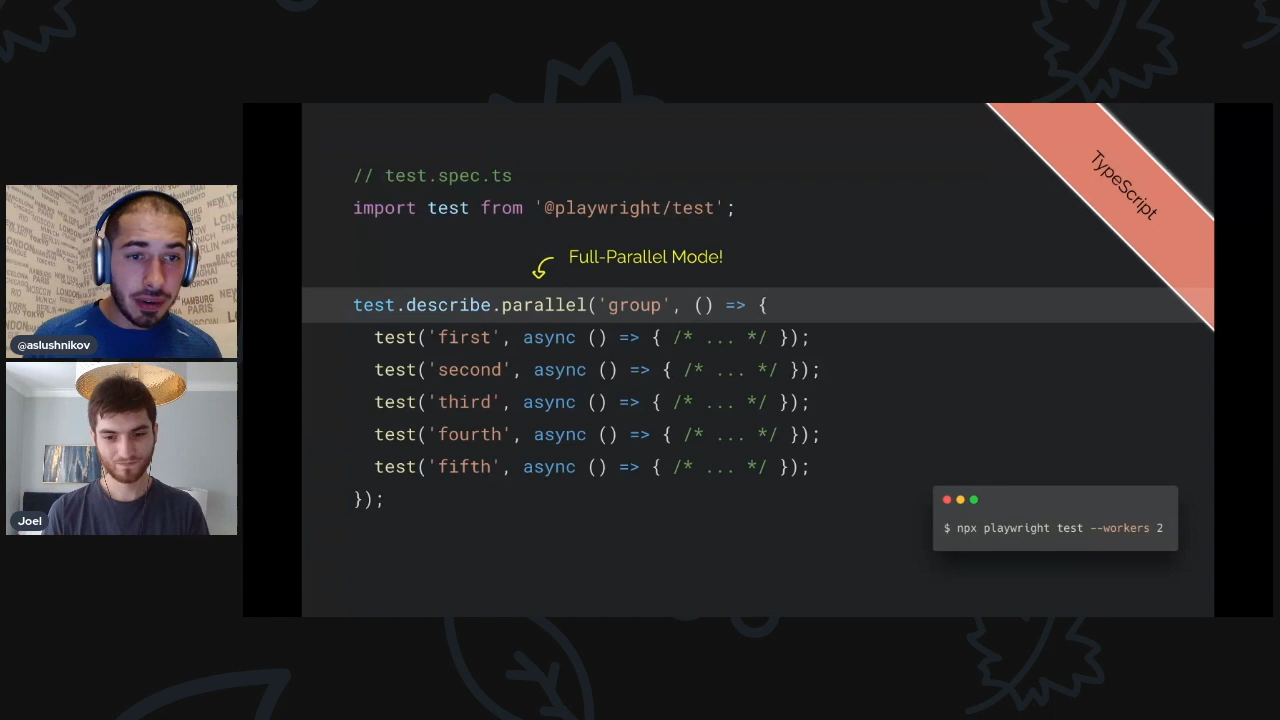 // test.spec.ts
import test from '@playwright/test';
Full-Parallel Mode!
test.describe.parallel('group', () => {
test('first', async () => { /* ... */ });
test('second', async () => { /* ... */ });
test('third', async () => { /* ... */ });
test('fourth', async () => { /* ... */ });
test('fifth', async () => { /* ... */ });
});
TypeScript
$ npx playwright test --workers 2
@aslushnikov
Joel